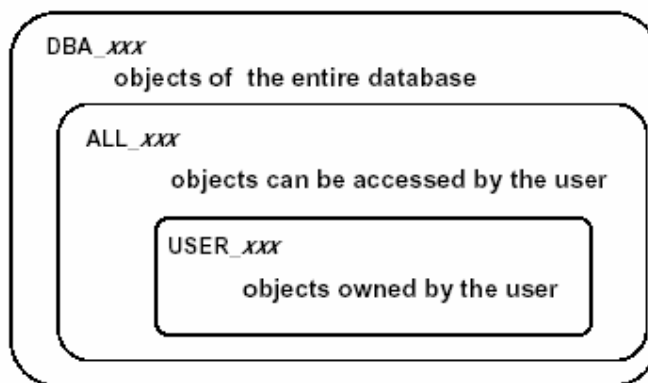 DBA_xxx
objects of the entire database
ALL_xxx
objects can be accessed by the user
USER_xxx
objects owned by the user